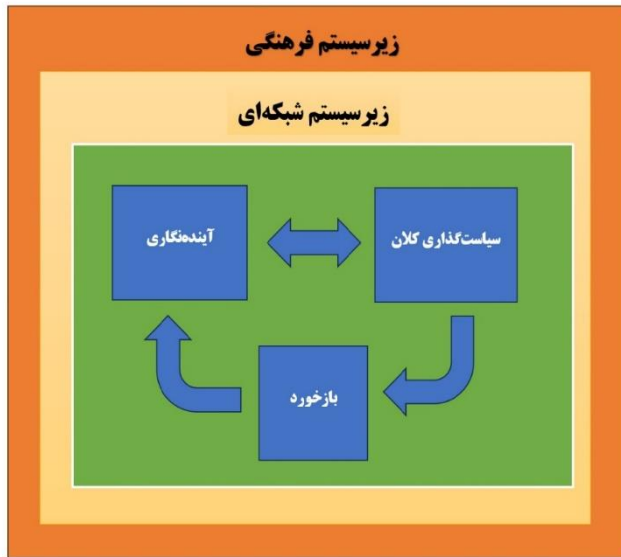 زیرسیستم فرهنگی
زیرسیستم شبکه‌ای
سیاست‌گذاری کلان
آینده‌نگاری
بازخورد